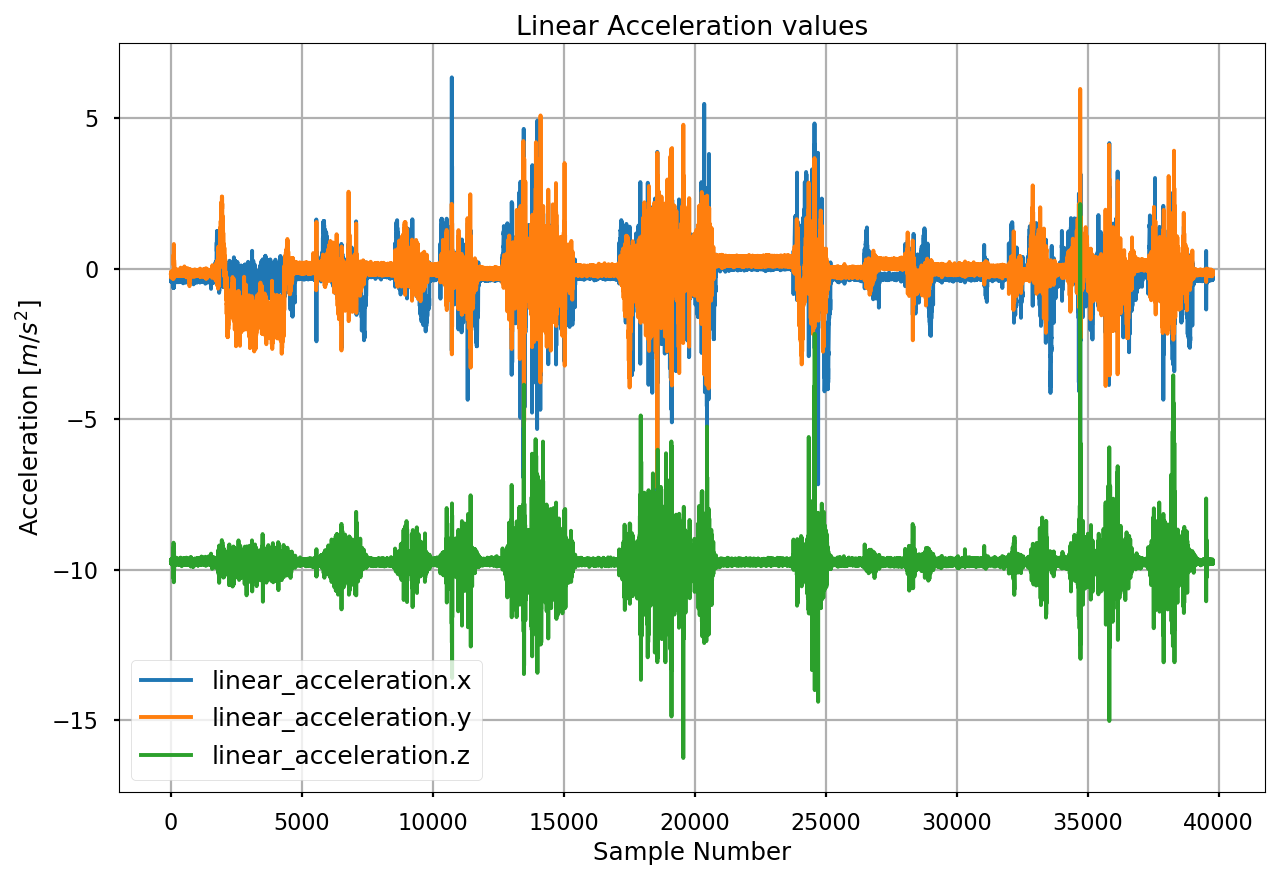 Linear Acceleration values
Acceleration [m/s²]
5
0
−5
−10
−15
linear_acceleration.x
linear_acceleration.y
linear_acceleration.z
0 5000 10000 15000 20000 25000 30000 35000 40000
Sample Number